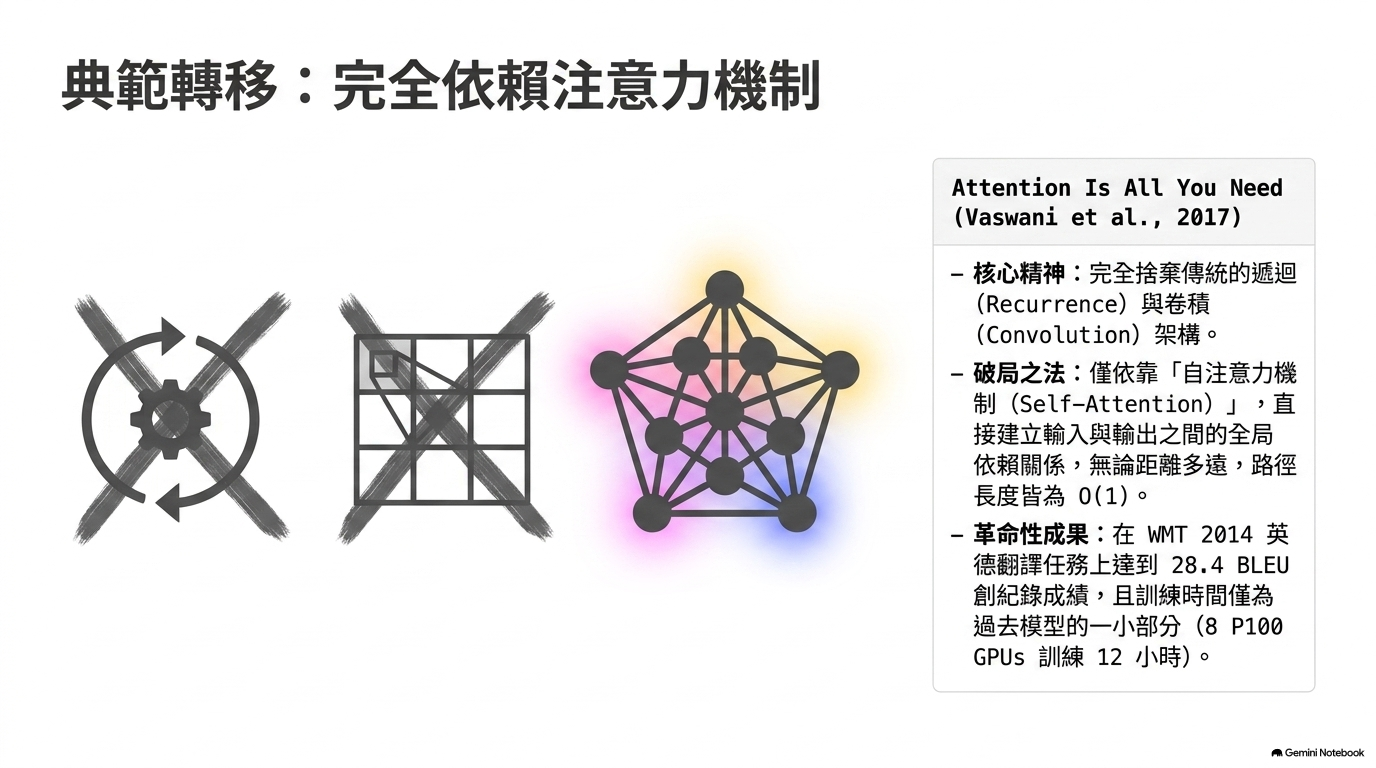 典範轉移：完全依賴注意力機制
Attention Is All You Need
(Vaswani et al., 2017)
– 核心精神：完全捨棄傳統的遞迴
（Recurrence）與卷積
（Convolution）架構。
– 破局之法：僅依靠「自注意力機
制（Self-Attention）」，直
接建立輸入與輸出之間的全局
依賴關係，無論距離多遠，路徑
長度皆為 O(1)。
– 革命性成果：在 WMT 2014 英
德翻譯任務上達到 28.4 BLEU
創紀錄成績，且訓練時間僅為
過去模型的一小部分（8 P100
GPUs 訓練 12 小時）。
Gemini Notebook